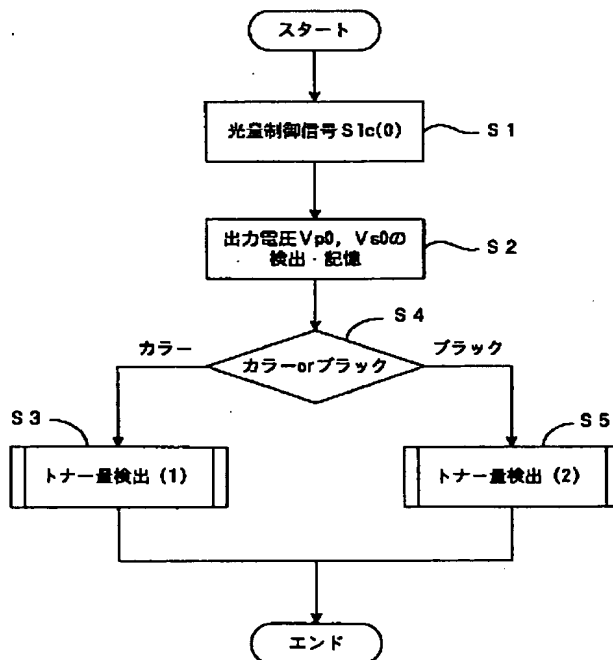 スタート
光量制御信号Slc(0)
S1
出力電圧Vp0，Vs0の
検出・記憶
S2
S4
カラー
カラーorブラック
ブラック
S3
S5
トナー量検出（1）
トナー量検出（2）
エンド